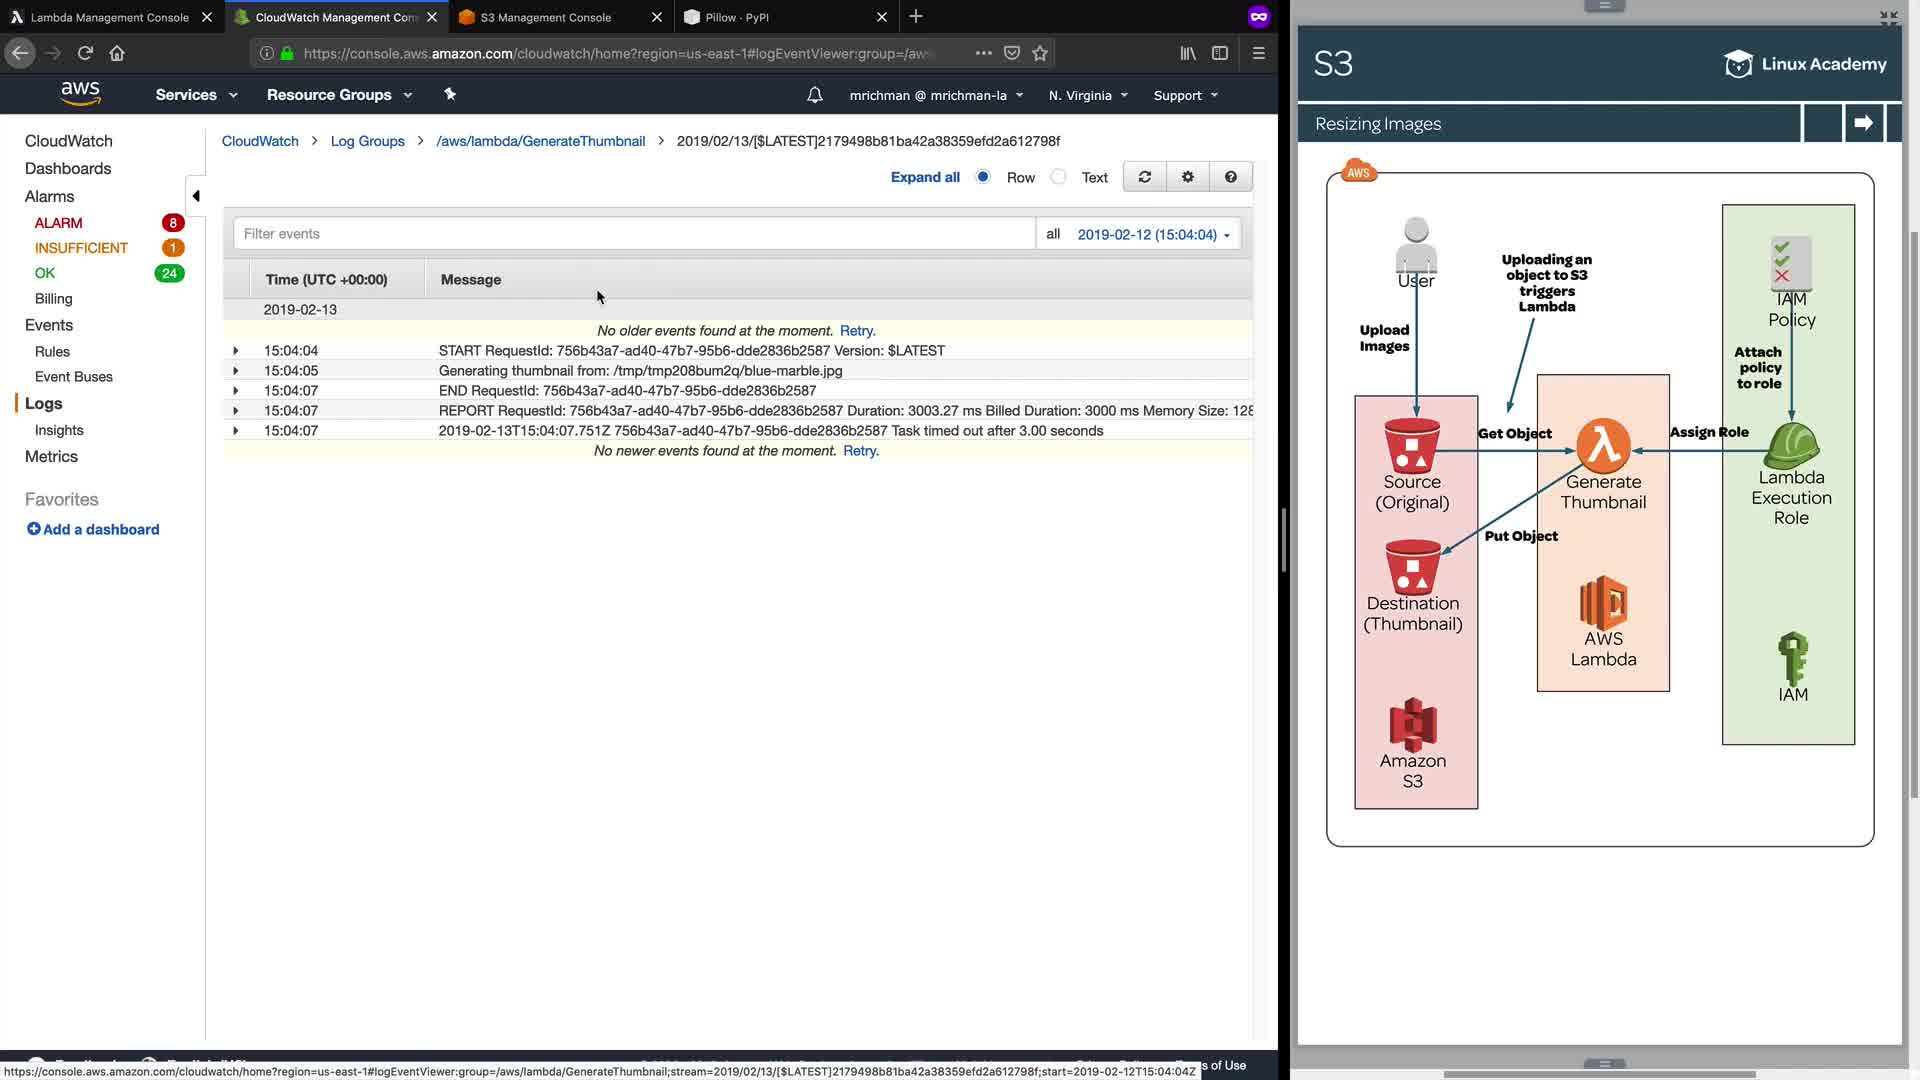 Lambda Management Console
CloudWatch Management Con
S3 Management Console
Pillow · PyPI
https://console.aws.amazon.com/cloudwatch/home?region=us-east-1#logEventViewer:group=/aws
aws
Services
Resource Groups
mrichman @ mrichman-la
N. Virginia
Support
CloudWatch
Dashboards
Alarms
ALARM 8
INSUFFICIENT 1
OK 24
Billing
Events
Rules
Event Buses
Logs
Insights
Metrics
Favorites
Add a dashboard
CloudWatch > Log Groups > /aws/lambda/GenerateThumbnail > 2019/02/13/[$LATEST]2179498b81ba42a38359efd2a612798f
Expand all Row Text
Filter events
all 2019-02-12 (15:04:04)
Time (UTC +00:00) Message
2019-02-13
No older events found at the moment. Retry.
15:04:04 START RequestId: 756b43a7-ad40-47b7-95b6-dde2836b2587 Version: $LATEST
15:04:05 Generating thumbnail from: /tmp/tmp208bum2q/blue-marble.jpg
15:04:07 END RequestId: 756b43a7-ad40-47b7-95b6-dde2836b2587
15:04:07 REPORT RequestId: 756b43a7-ad40-47b7-95b6-dde2836b2587 Duration: 3003.27 ms Billed Duration: 3000 ms Memory Size: 128
15:04:07 2019-02-13T15:04:07.751Z 756b43a7-ad40-47b7-95b6-dde2836b2587 Task timed out after 3.00 seconds
No newer events found at the moment. Retry.
s of Use
https://console.aws.amazon.com/cloudwatch/home?region=us-east-1#logEventViewer:group=/aws/lambda/GenerateThumbnail;stream=2019/02/13/[$LATEST]2179498b81ba42a38359efd2a612798f;start=2019-02-12T15:04:04Z
S3
Linux Academy
Resizing Images
AWS
User
Uploading an
object to S3
triggers
Lambda
Upload
Images
IAM
Policy
Attach
policy
to role
Get Object
Assign Role
Source
(Original)
Generate
Thumbnail
Lambda
Execution
Role
Put Object
Destination
(Thumbnail)
AWS
Lambda
IAM
Amazon
S3